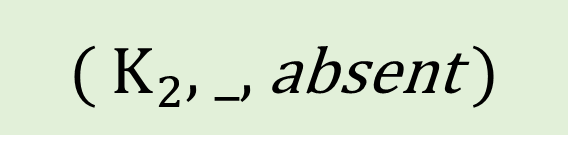 ( K₂, _, absent)